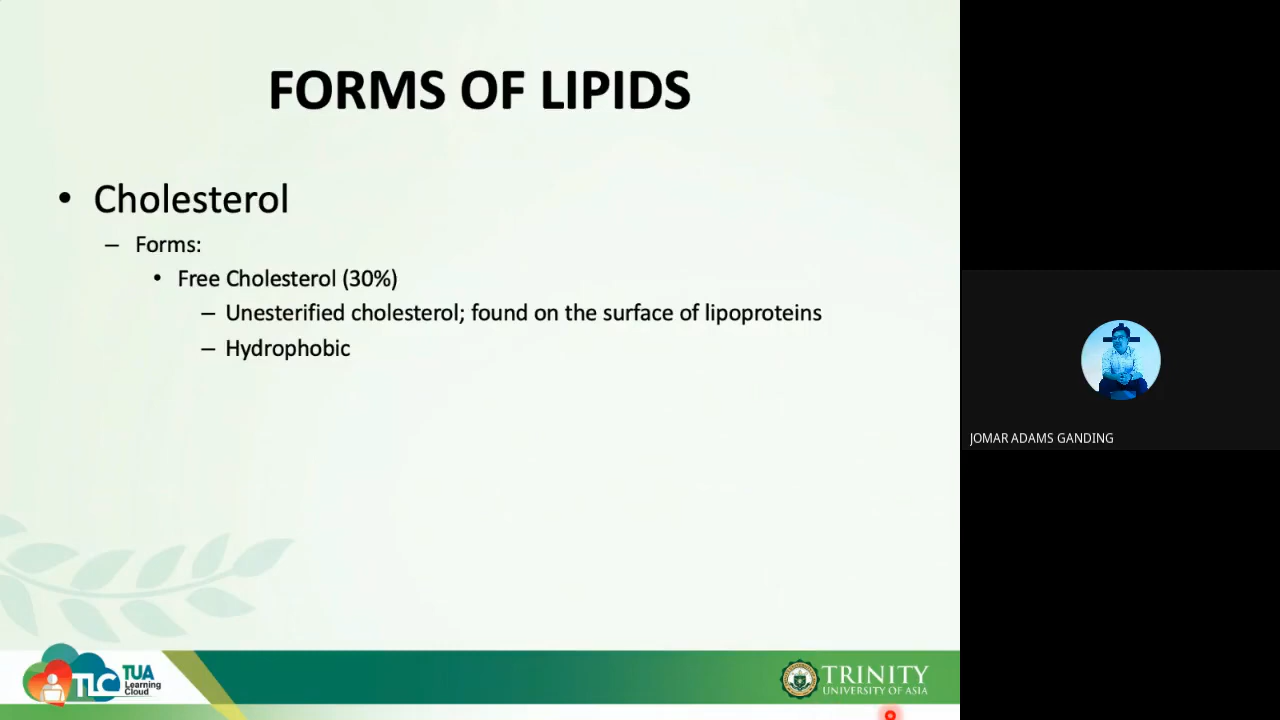 FORMS OF LIPIDS
• Cholesterol
– Forms:
• Free Cholesterol (30%)
– Unesterified cholesterol; found on the surface of lipoproteins
– Hydrophobic
JOMAR ADAMS GANDING
TLC TUA
Learning
Cloud
TRINITY
UNIVERSITY OF ASIA